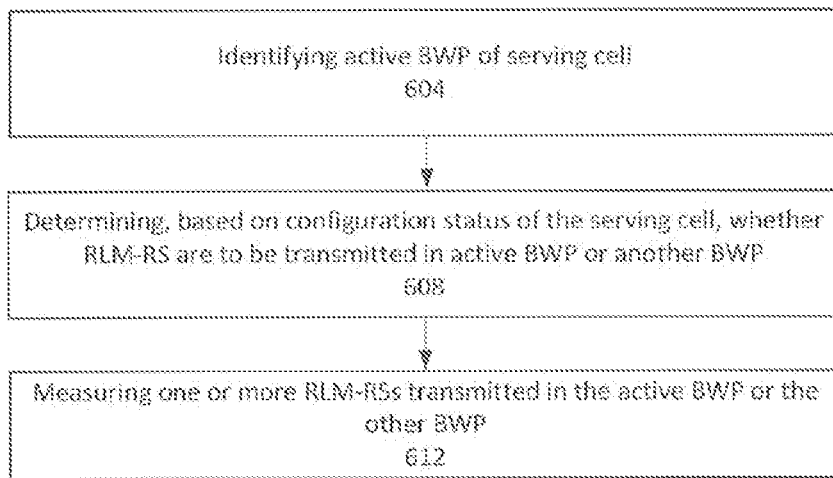 Identifying active BWP of serving cell
604
Determining, based on configuration status of the serving cell, whether
RLM-RS are to be transmitted in active BWP or another BWP
608
Measuring one or more RLM-RSs transmitted in the active BWP or the
other BWP
612